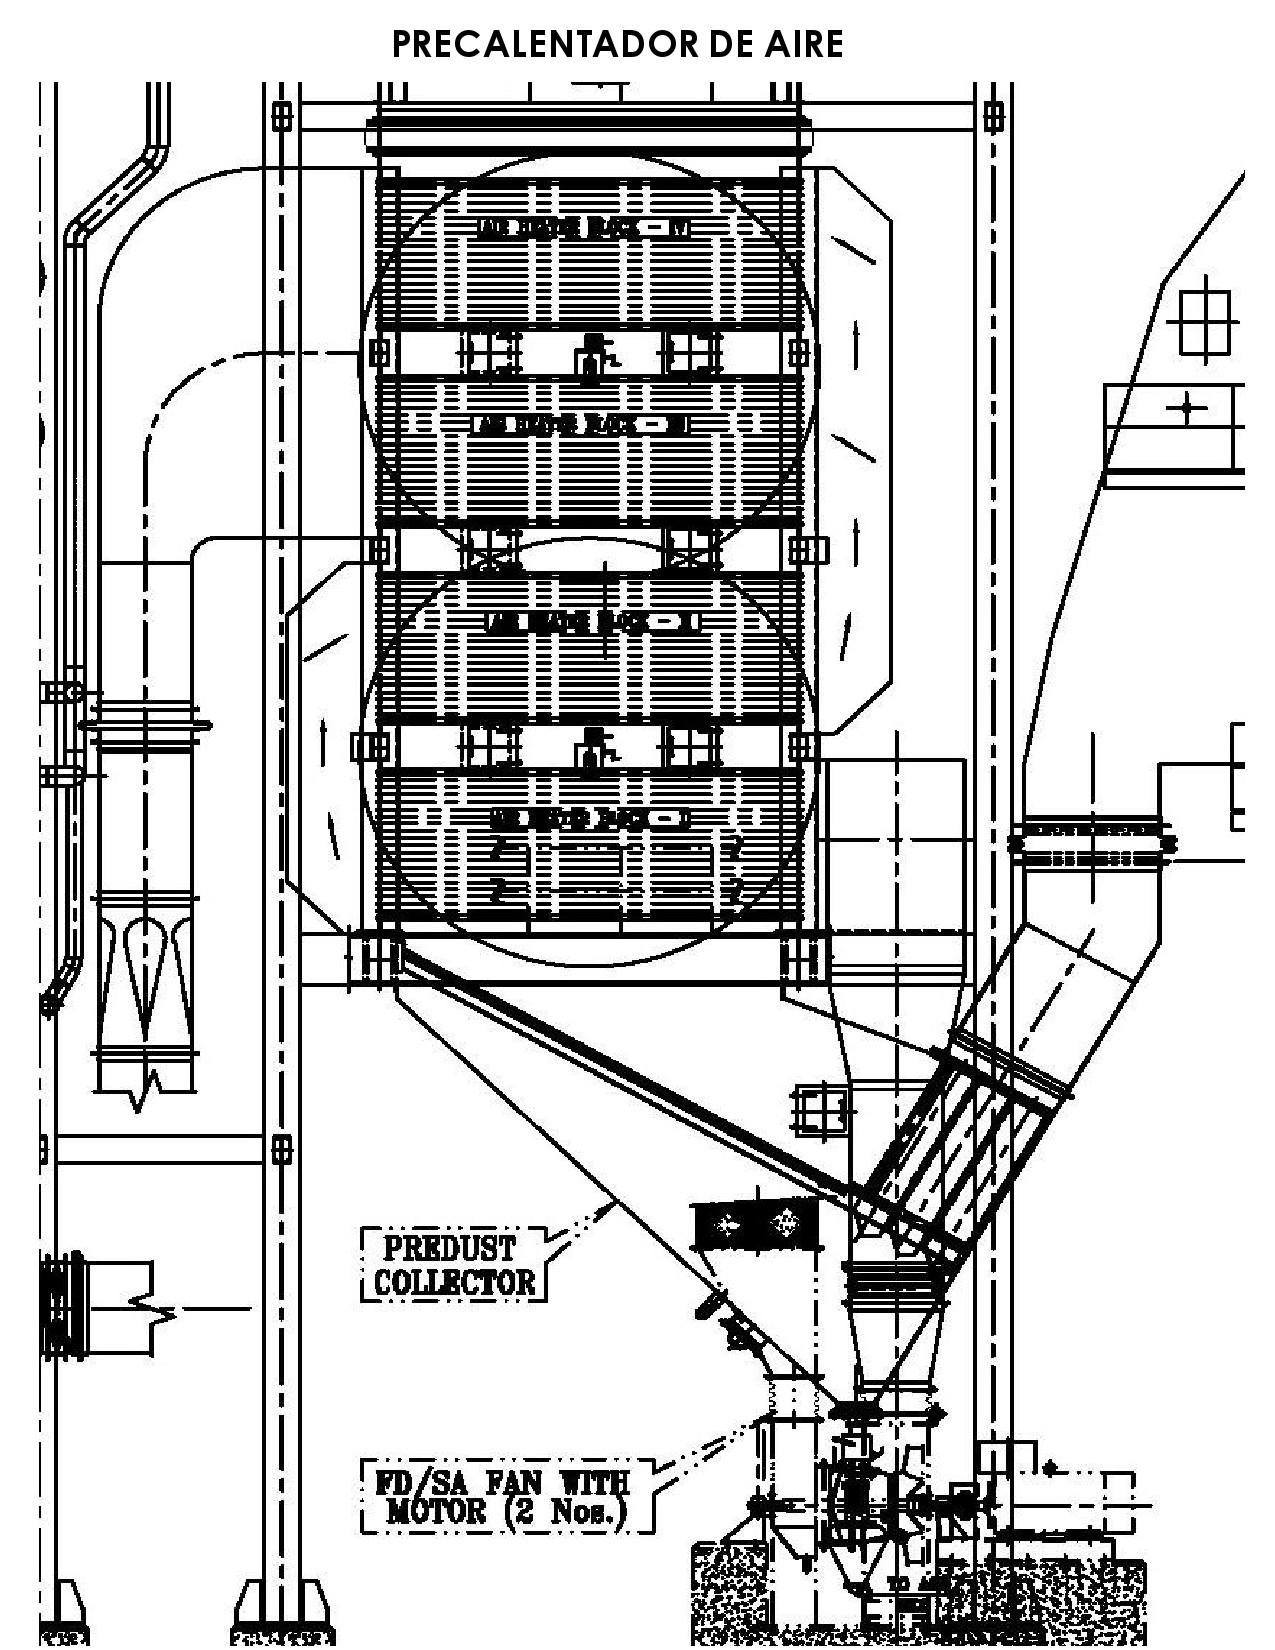 PRECALENTADOR DE AIRE
AIR HEATER BLOCK - IV
AIR HEATER BLOCK - III
AIR HEATER BLOCK - II
AIR HEATER BLOCK - I
PREDUST
COLLECTOR
FD/SA FAN WITH
MOTOR (2 Nos.)
TO